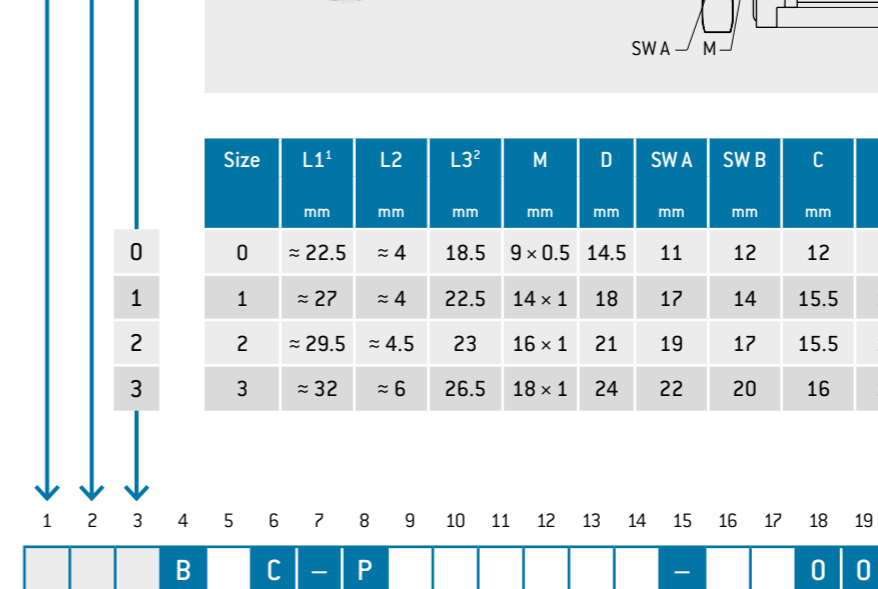 SW A M
Size L1¹ L2 L3² M D SW A SW B C
mm mm mm mm mm mm mm mm
0 0 ≈ 22.5 ≈ 4 18.5 9 × 0.5 14.5 11 12 12
1 1 ≈ 27 ≈ 4 22.5 14 × 1 18 17 14 15.5
2 2 ≈ 29.5 ≈ 4.5 23 16 × 1 21 19 17 15.5
3 3 ≈ 32 ≈ 6 26.5 18 × 1 24 22 20 16
1 2 3 4 5 6 7 8 9 10 11 12 13 14 15 16 17 18 19
B C – P – 0 0